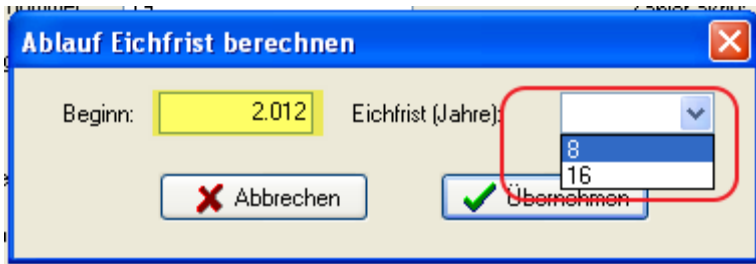 Ablauf Eichfrist berechnen
Beginn: 2.012 Eichfrist (Jahre):
8
16
Abbrechen Übernehmen